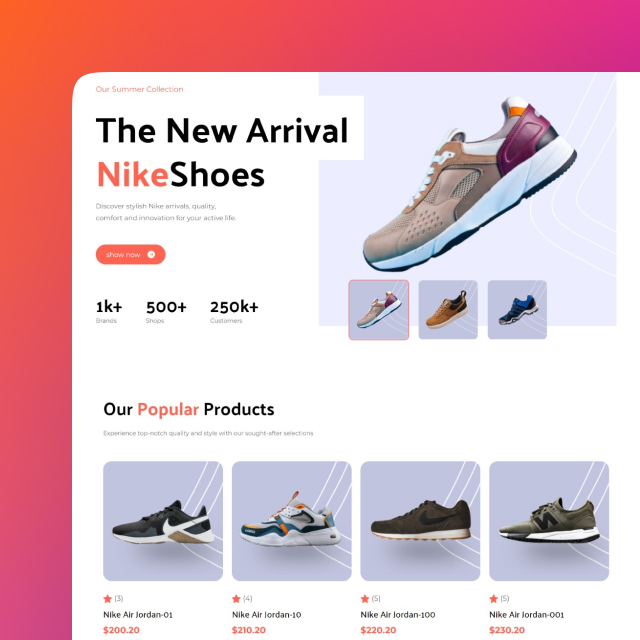 Our Summer Collection
The New Arrival
NikeShoes
Discover stylish Nike arrivals, quality,
comfort and innovation for your active life.
show now
1k+ 500+ 250k+
Brands Shops Customers
Our Popular Products
Experience top-notch quality and style with our sought-after selections
(3) (4) (5) (5)
Nike Air Jordan-01 Nike Air Jordan-10 Nike Air Jordan-100 Nike Air Jordan-001
$200.20 $210.20 $220.20 $230.20